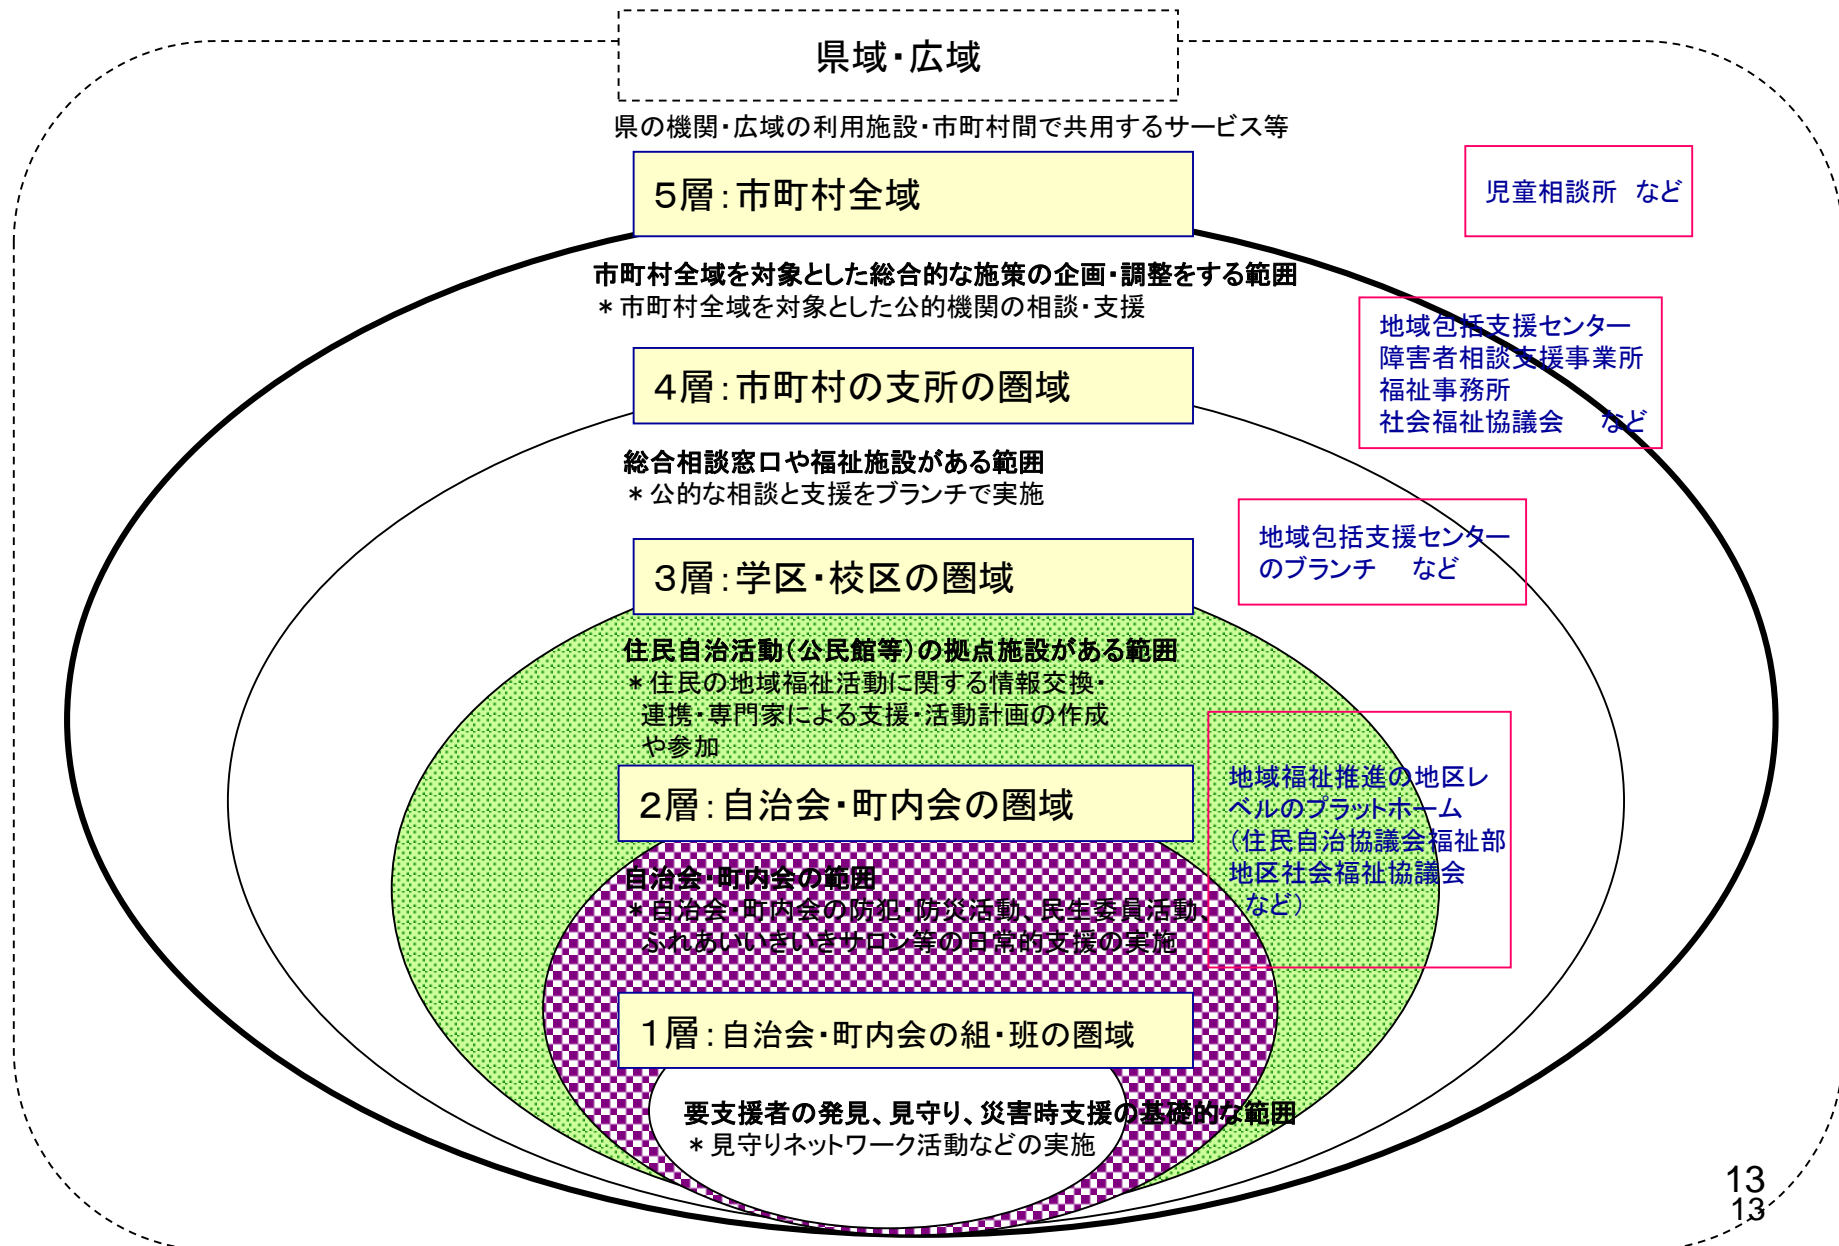 県域・広域
県の機関・広域の利用施設・市町村間で共用するサービス等
５層：市町村全域
児童相談所 など
市町村全域を対象とした総合的な施策の企画・調整をする範囲
＊市町村全域を対象とした公的機関の相談・支援
地域包括支援センター
障害者相談支援事業所
福祉事務所
社会福祉協議会 など
４層：市町村の支所の圏域
総合相談窓口や福祉施設がある範囲
＊公的な相談と支援をブランチで実施
地域包括支援センター
のブランチ など
３層：学区・校区の圏域
住民自治活動（公民館等）の拠点施設がある範囲
＊住民の地域福祉活動に関する情報交換・
連携・専門家による支援・活動計画の作成
や参加
地域福祉推進の地区レ
ベルのプラットホーム
（住民自治協議会福祉部
地区社会福祉協議会
など）
２層：自治会・町内会の圏域
自治会・町内会の範囲
＊自治会・町内会の防犯・防災活動、民生委員活動
ふれあいいきいきサロン等の日常的支援の実施
１層：自治会・町内会の組・班の圏域
要支援者の発見、見守り、災害時支援の基礎的な範囲
＊見守りネットワーク活動などの実施
13
13